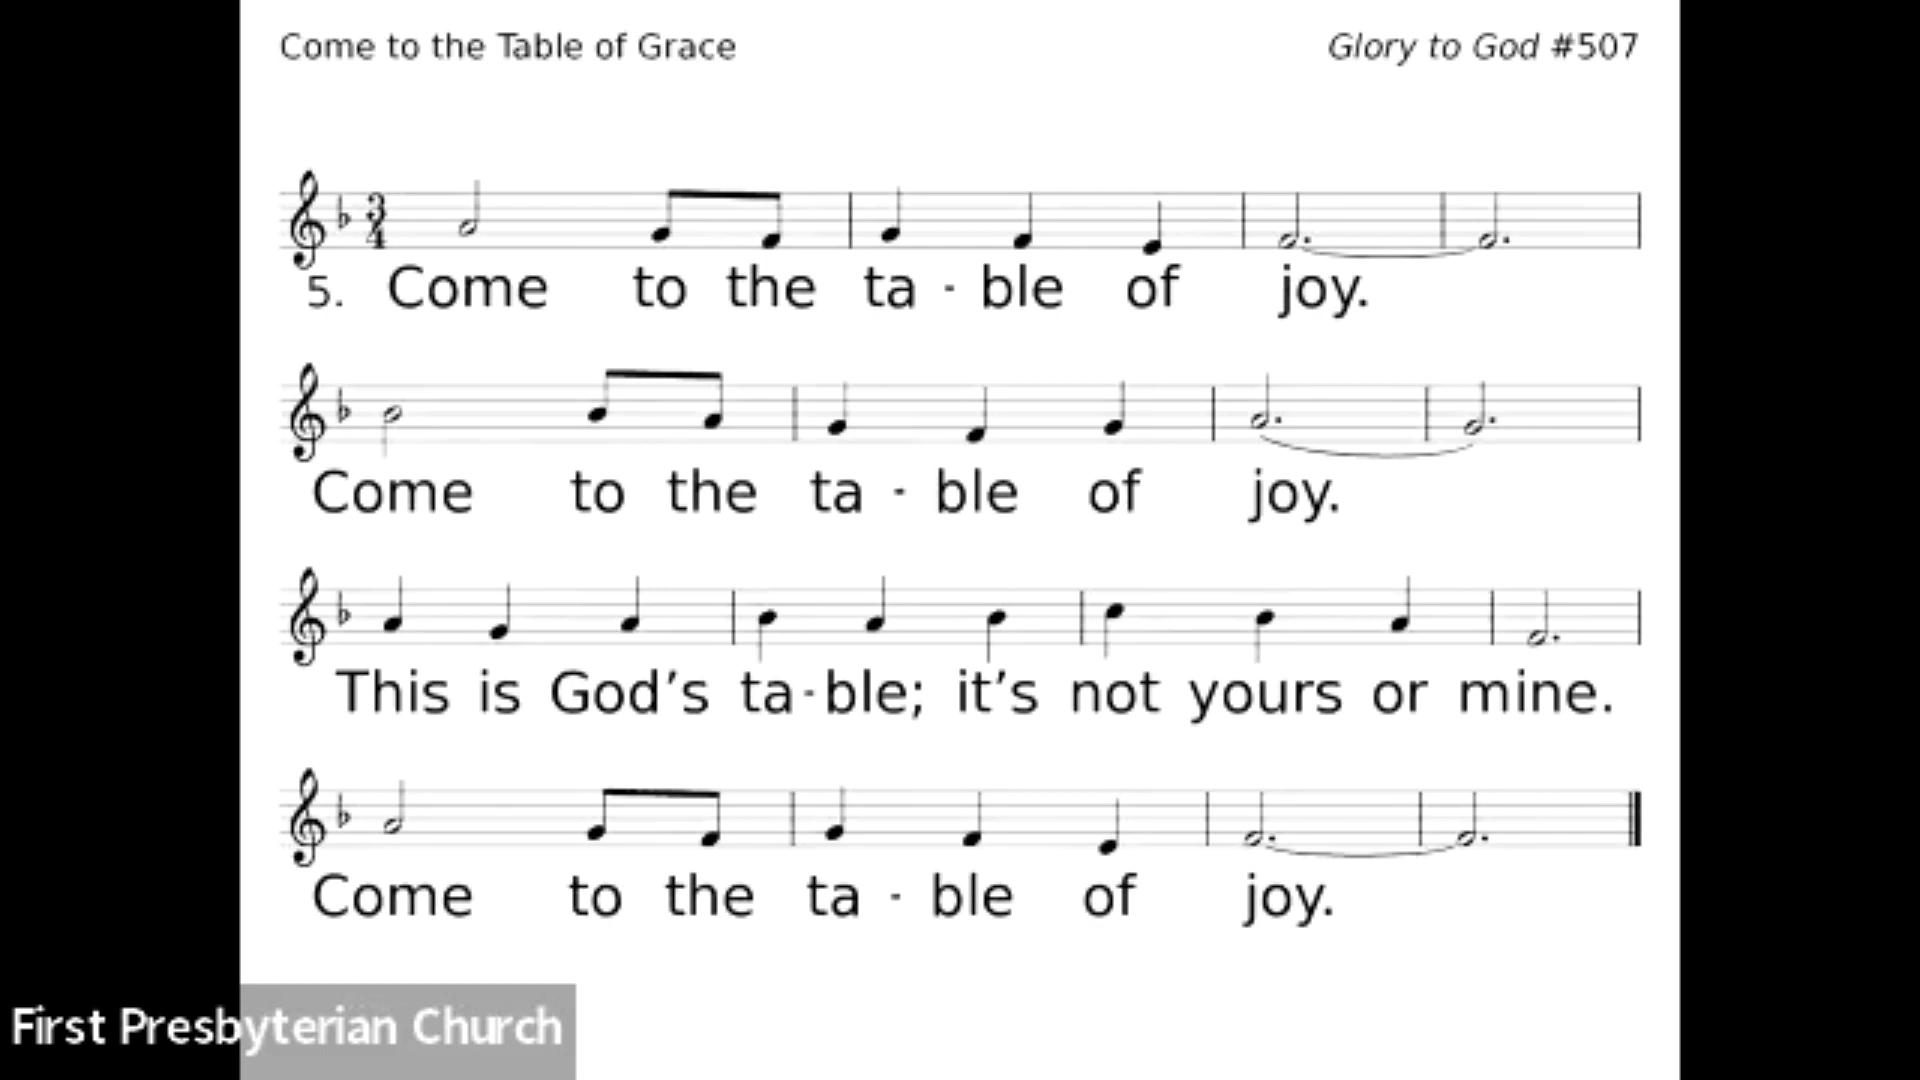 Come to the Table of Grace
Glory to God #507
5. Come to the ta - ble of joy.
Come to the ta - ble of joy.
This is God’s ta - ble; it’s not yours or mine.
Come to the ta - ble of joy.
First Presbyterian Church